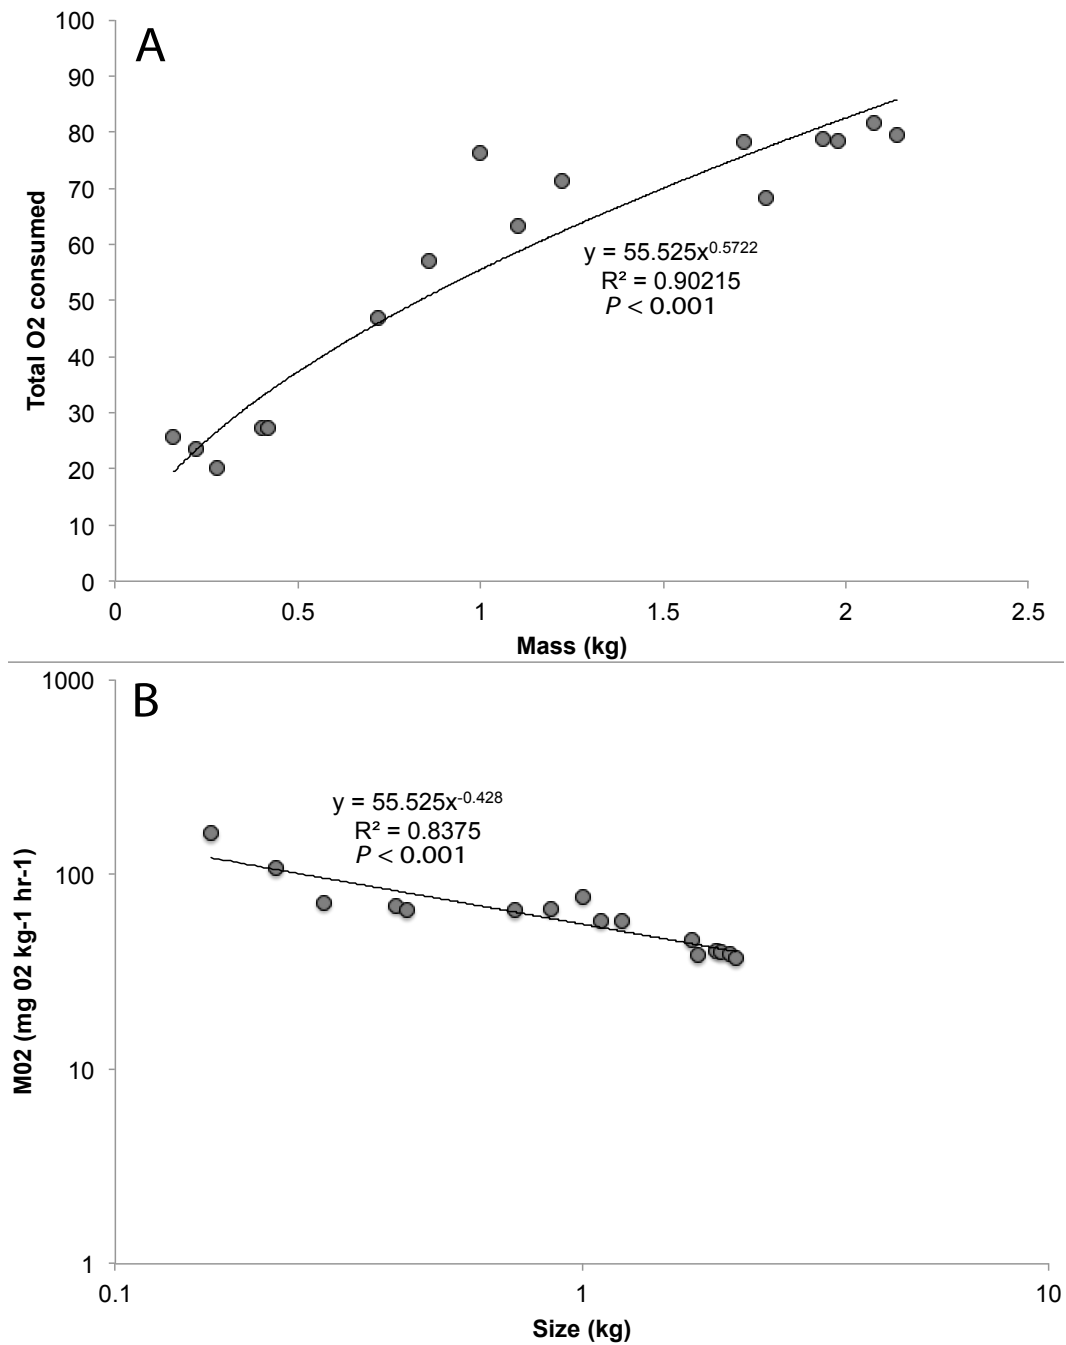 A
100
90
80
70
60
50
40
30
20
10
0
Total O2 consumed
y = 55.525x^0.5722
R² = 0.90215
P < 0.001
0 0.5 1 1.5 2 2.5
Mass (kg)
B
1000
100
10
1
M02 (mg 02 kg-1 hr-1)
y = 55.525x^-0.428
R² = 0.8375
P < 0.001
0.1 1 10
Size (kg)